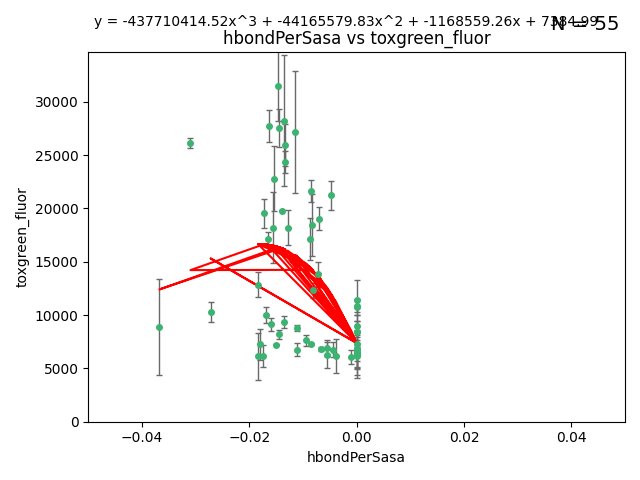 y = -437710414.52x^3 + -44165579.83x^2 + -1168559.26x + 7384.99
N = 55
hbondPerSasa vs toxgreen_fluor
30000
25000
20000
15000
10000
5000
0
toxgreen_fluor
−0.04 −0.02 0.00 0.02 0.04
hbondPerSasa